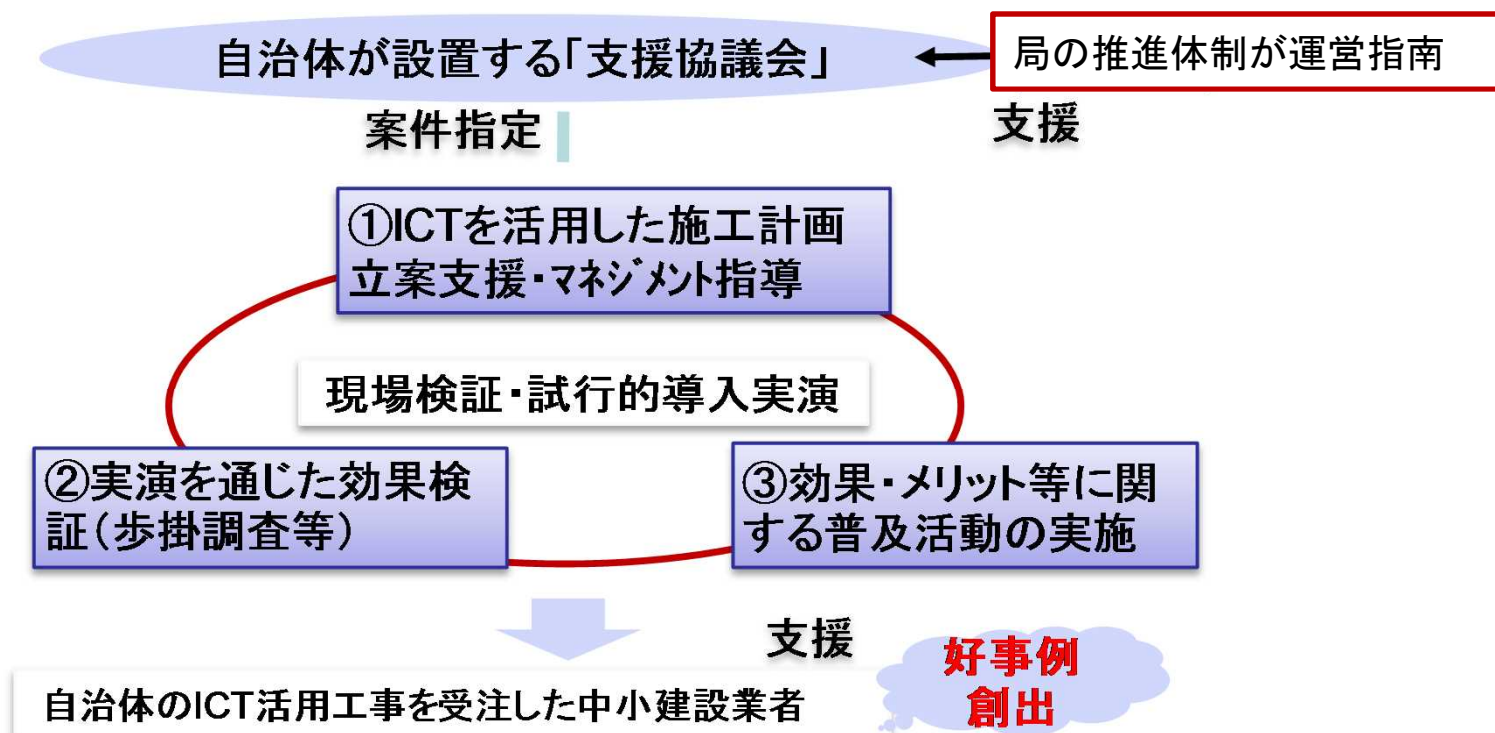 自治体が設置する「支援協議会」
局の推進体制が運営指南
案件指定
支援
①ICTを活用した施工計画
立案支援・ﾏﾈｼﾞﾒﾝﾄ指導
現場検証・試行的導入実演
②実演を通じた効果検
証（歩掛調査等）
③効果・メリット等に関
する普及活動の実施
支援
好事例
創出
自治体のICT活用工事を受注した中小建設業者